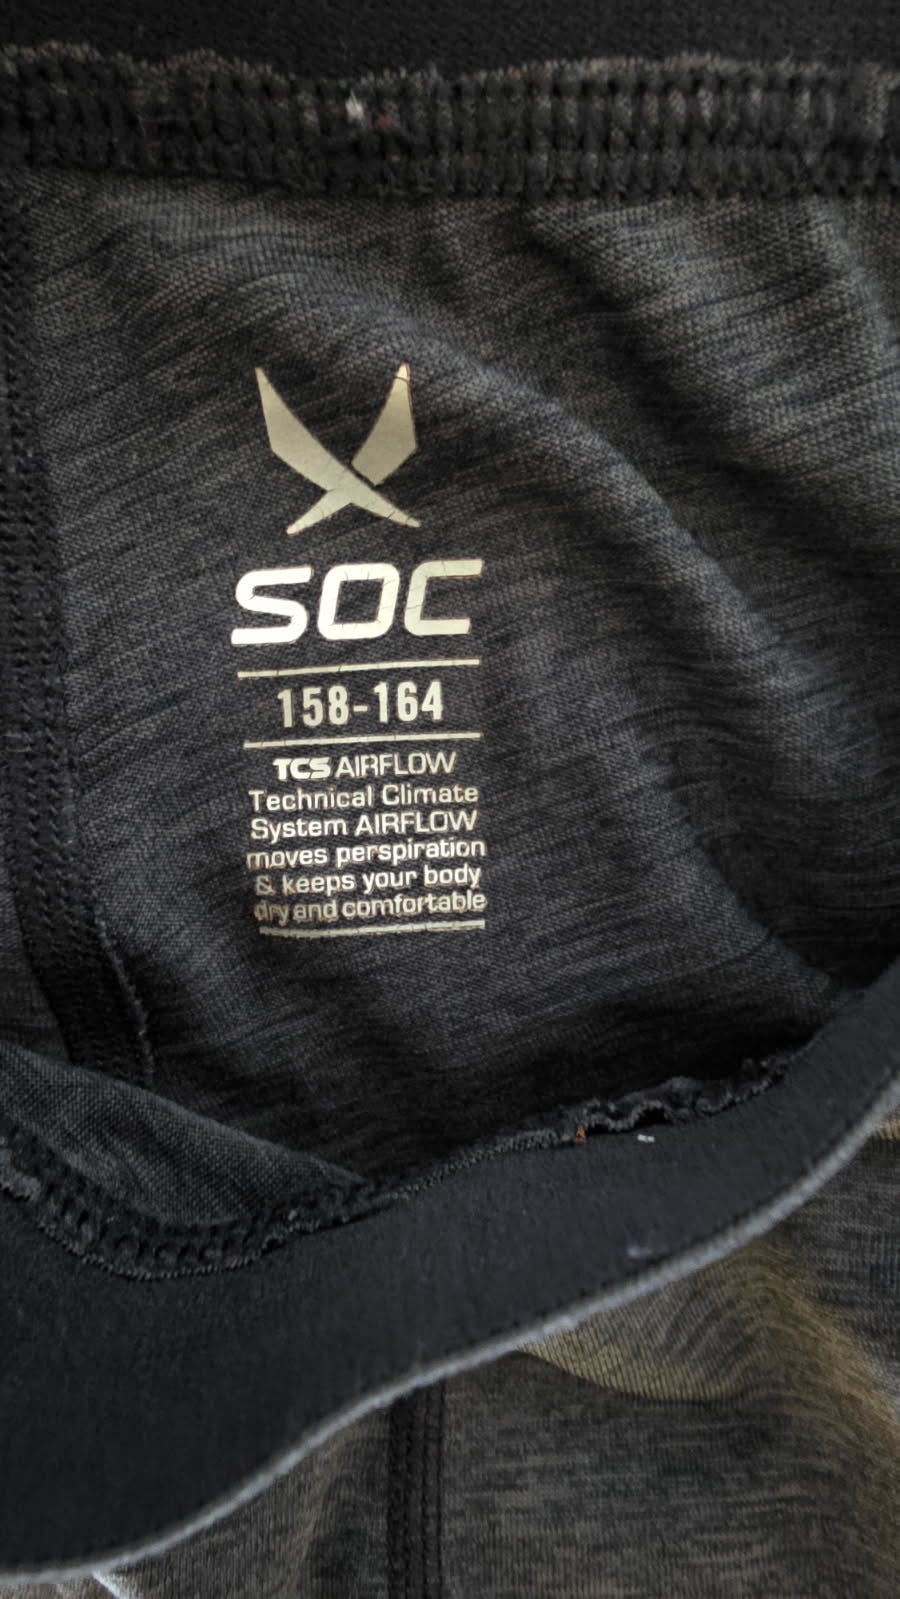 SOC
158-164
TCS AIRFLOW
Technical Climate
System AIRFLOW
moves perspiration
& keeps your body
dry and comfortable